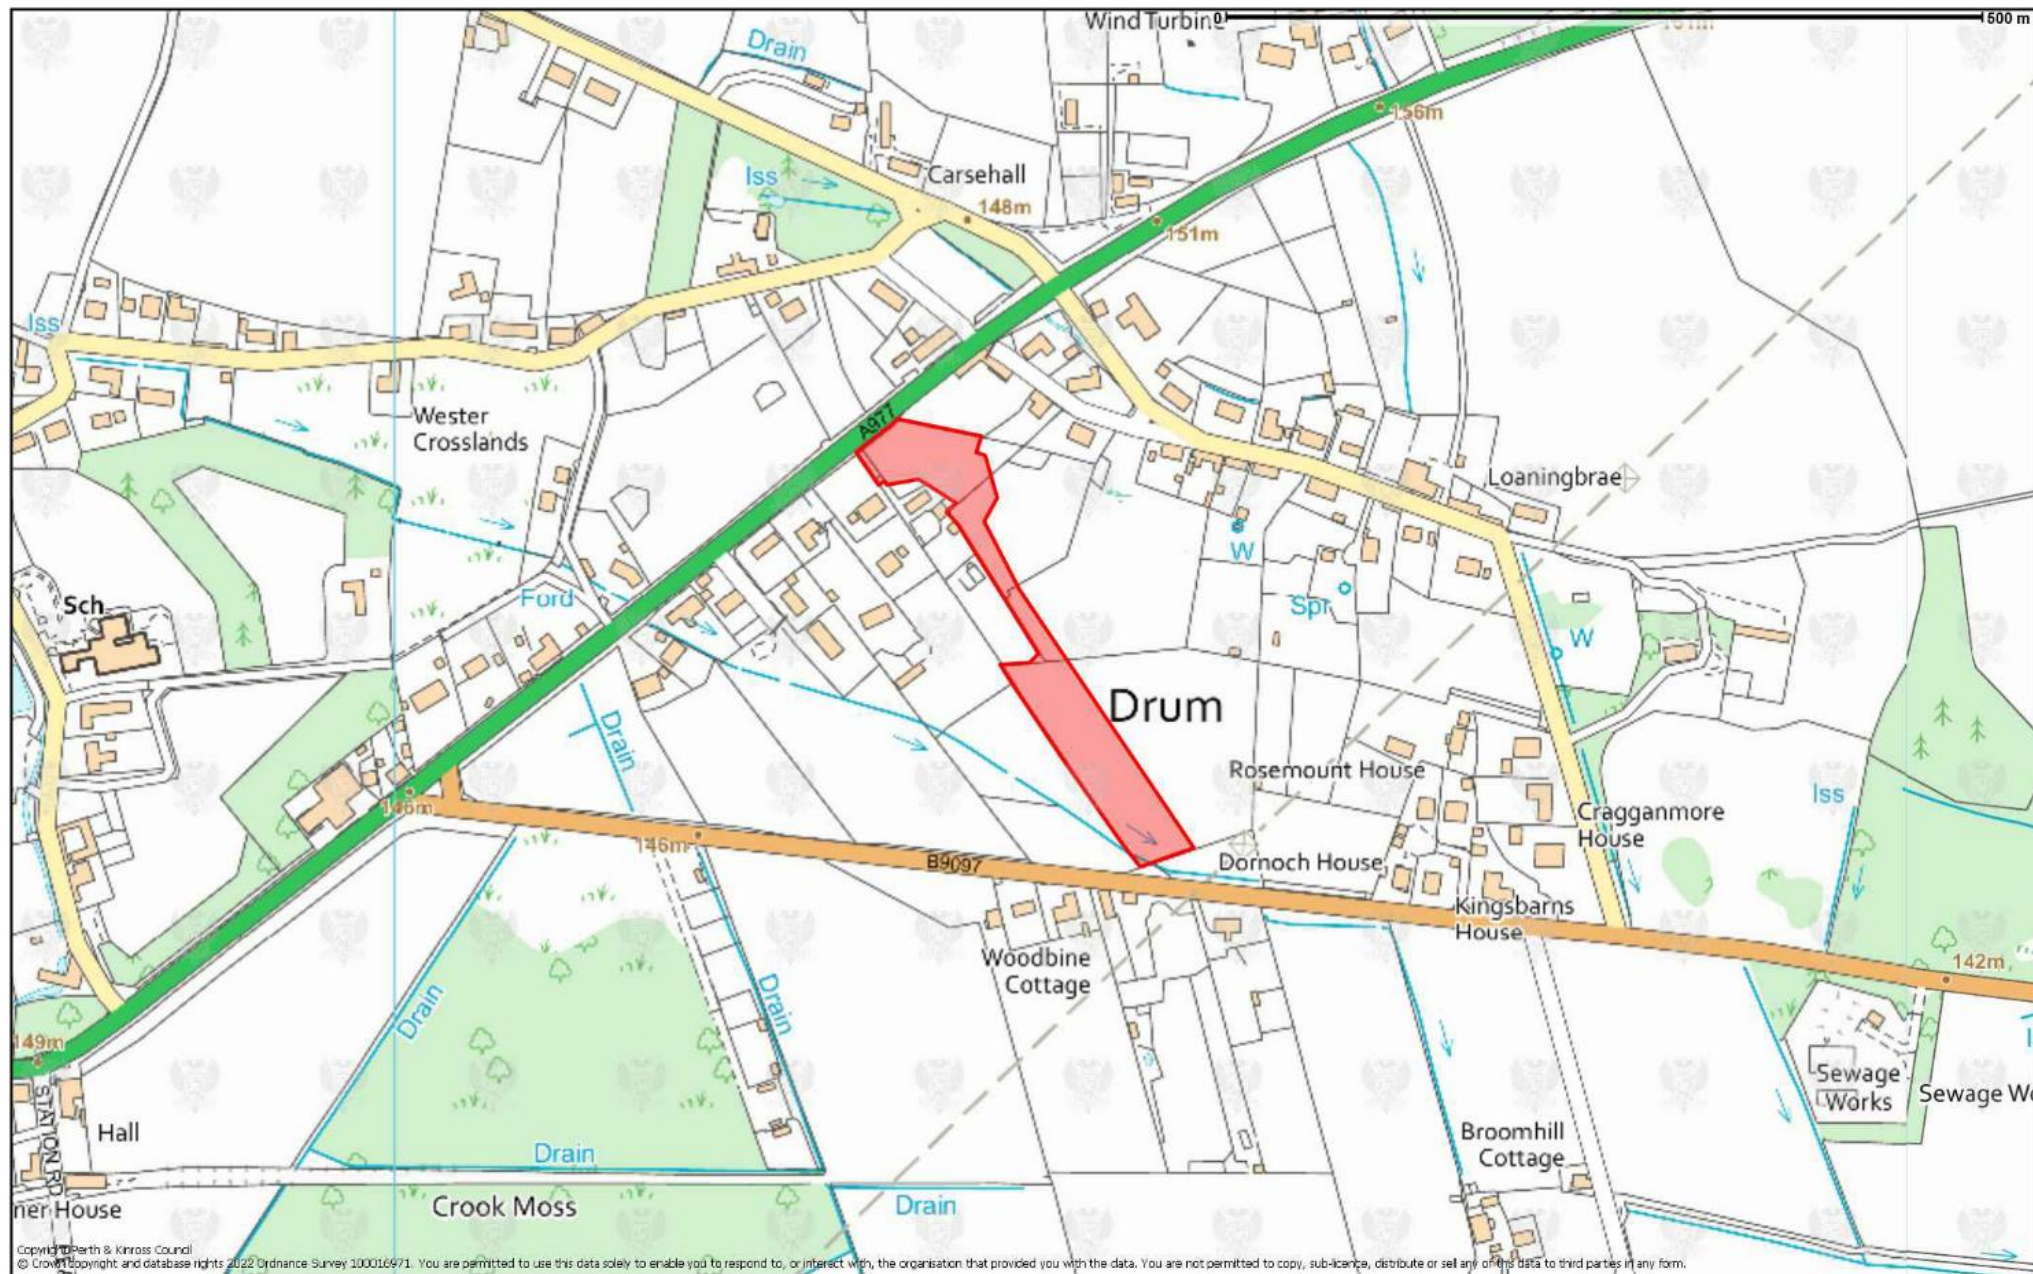 Wind Turbine
0
500 m
161m
Drain
156m
Iss
Carsehall
148m
151m
Iss
Wester
Crosslands
A977
Loaningbrae
W
Ford
Spr
Sch
W
Drum
Drain
Rosemount House
146m
Iss
Cragganmore
House
146m
B9097
Dornoch House
Kingsbarns
House
Woodbine
Cottage
142m
Drain
Drain
149m
Sewage
Works
Sewage Wo
STATION RD
Hall
Broomhill
Cottage
Drain
ner House
Crook Moss
Drain
Copyright Perth & Kinross Council
© Crown copyright and database rights 2022 Ordnance Survey 100016971. You are permitted to use this data solely to enable you to respond to, or interact with, the organisation that provided you with the data. You are not permitted to copy, sub-licence, distribute or sell any of this data to third parties in any form.